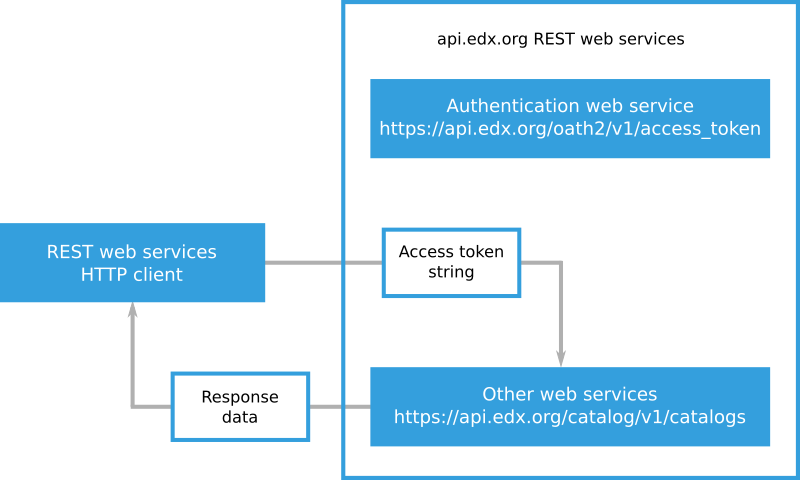 api.edx.org REST web services
Authentication web service
https://api.edx.org/oath2/v1/access_token
REST web services
HTTP client
Access token
string
Response
data
Other web services
https://api.edx.org/catalog/v1/catalogs